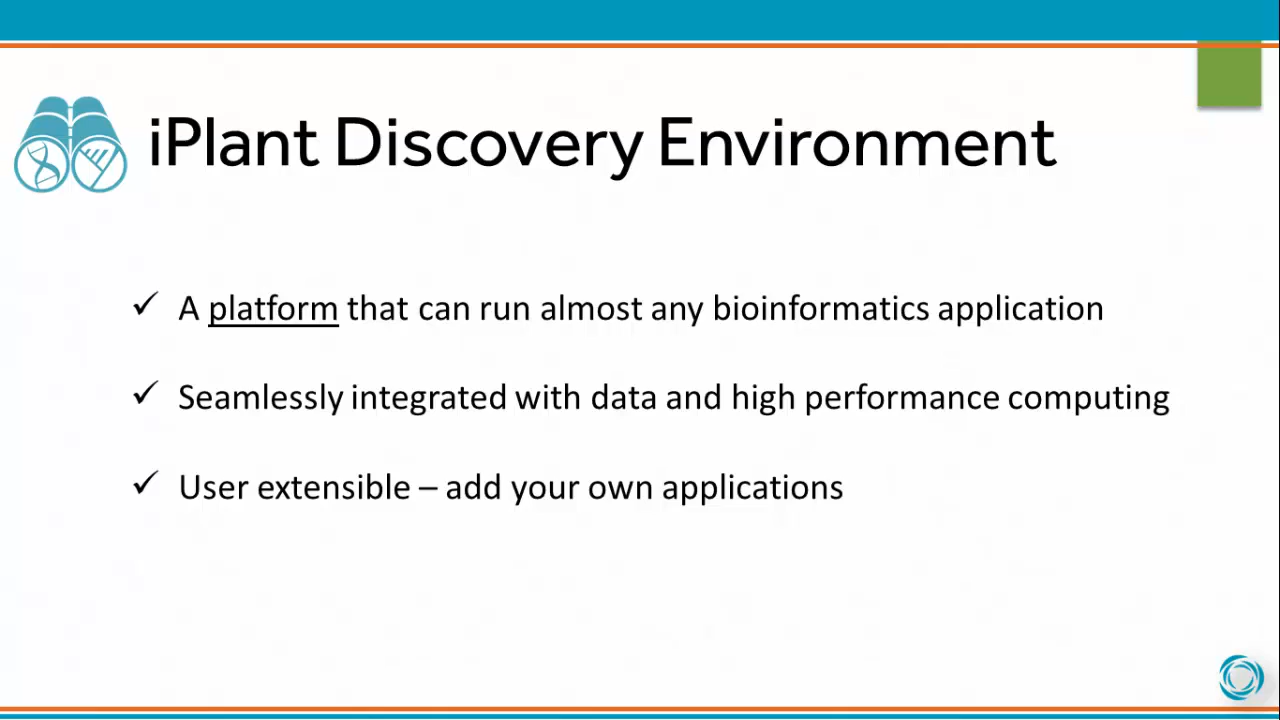 iPlant Discovery Environment
✓ A platform that can run almost any bioinformatics application
✓ Seamlessly integrated with data and high performance computing
✓ User extensible – add your own applications